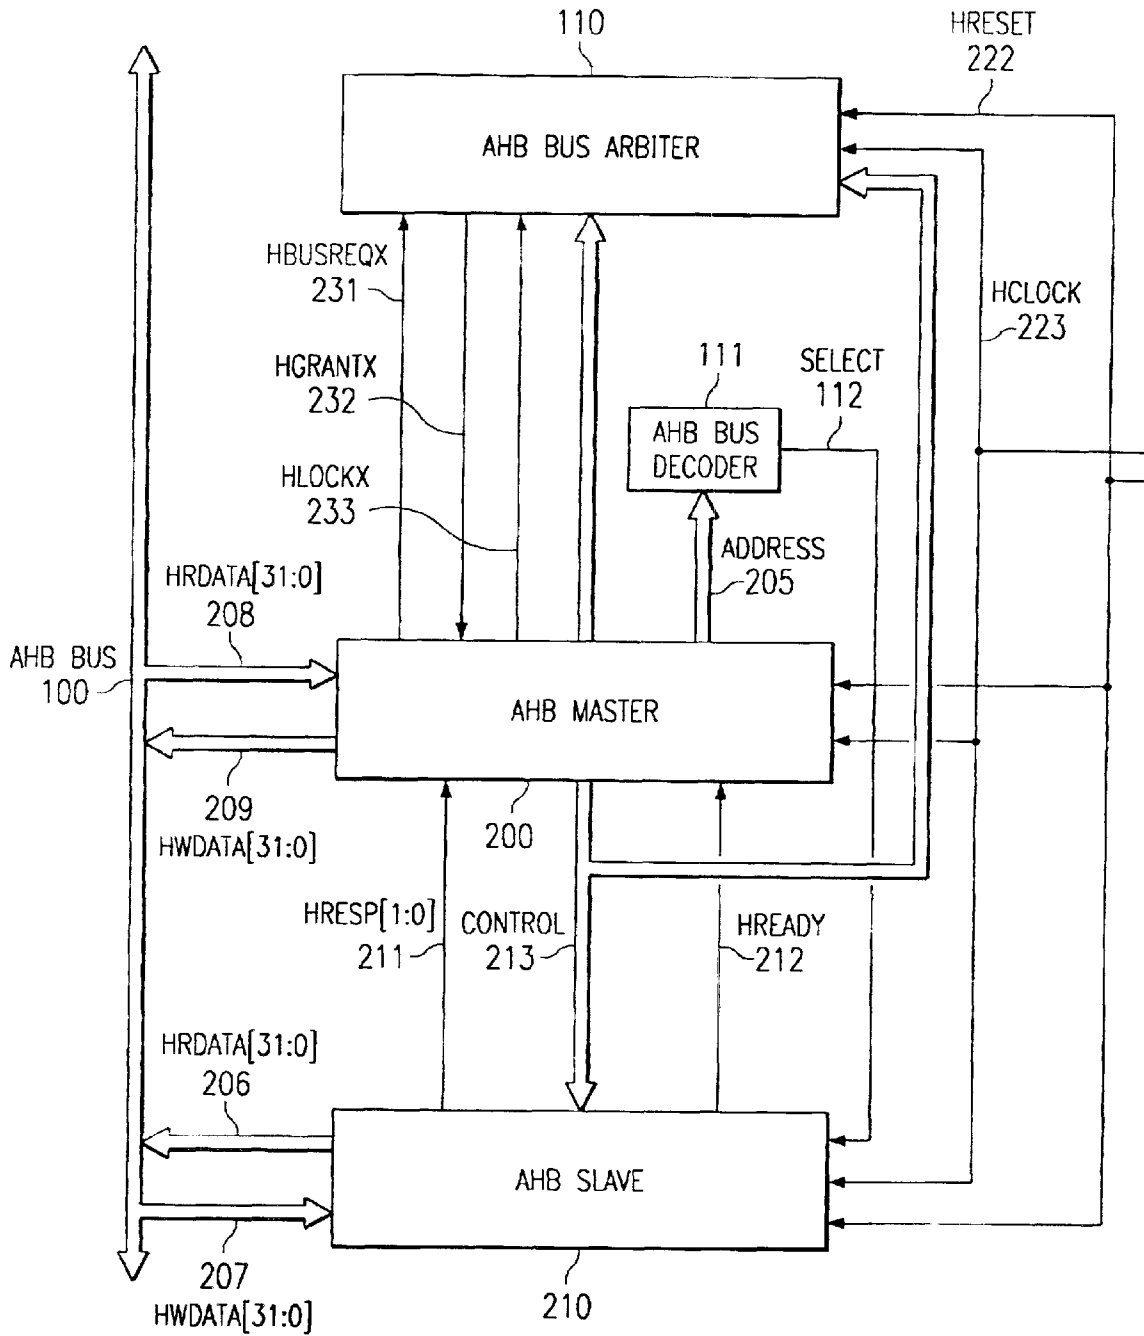 110
HRESET
222
AHB BUS ARBITER
HBUSREQX
231
HCLOCK
223
HGRANTX
232
111
SELECT
112
AHB BUS
DECODER
HLOCKX
233
ADDRESS
205
HRDATA[31:0]
208
AHB BUS
100
AHB MASTER
209
HWDATA[31:0]
200
HRESP[1:0]
211
CONTROL
213
HREADY
212
HRDATA[31:0]
206
AHB SLAVE
207
HWDATA[31:0]
210